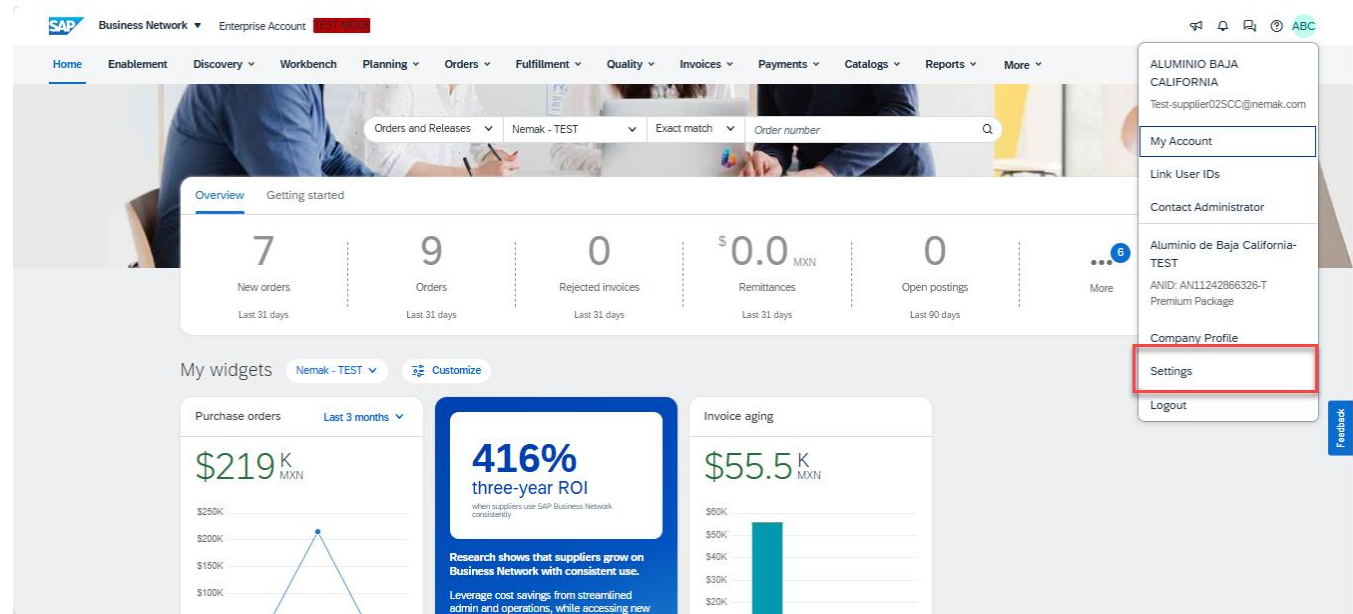 SAP Business Network Enterprise Account TEST MODE
ABC
Home Enablement Discovery Workbench Planning Orders Fulfillment Quality Invoices Payments Catalogs Reports More
Orders and Releases Nemak - TEST Exact match Order number
ALUMINIO BAJA
CALIFORNIA
Test-supplier02SCC@nemak.com
My Account
Link User IDs
Contact Administrator
Aluminio de Baja California-
TEST
ANID: AN11242866326-T
Premium Package
Company Profile
Settings
Logout
Feedback
Overview Getting started
7 9 0 $0.0 MXN 0 ... 6
New orders Orders Rejected invoices Remittances Open postings More
Last 31 days Last 31 days Last 31 days Last 31 days Last 90 days
My widgets Nemak - TEST Customize
Purchase orders Last 3 months
$219 K MXN
$250K
$200K
$150K
$100K
416%
three-year ROI
when suppliers use SAP Business Network
consistently
Research shows that suppliers grow on
Business Network with consistent use.
Leverage cost savings from streamlined
admin and operations, while accessing new
Invoice aging
$55.5 K MXN
$60K
$50K
$40K
$30K
$20K